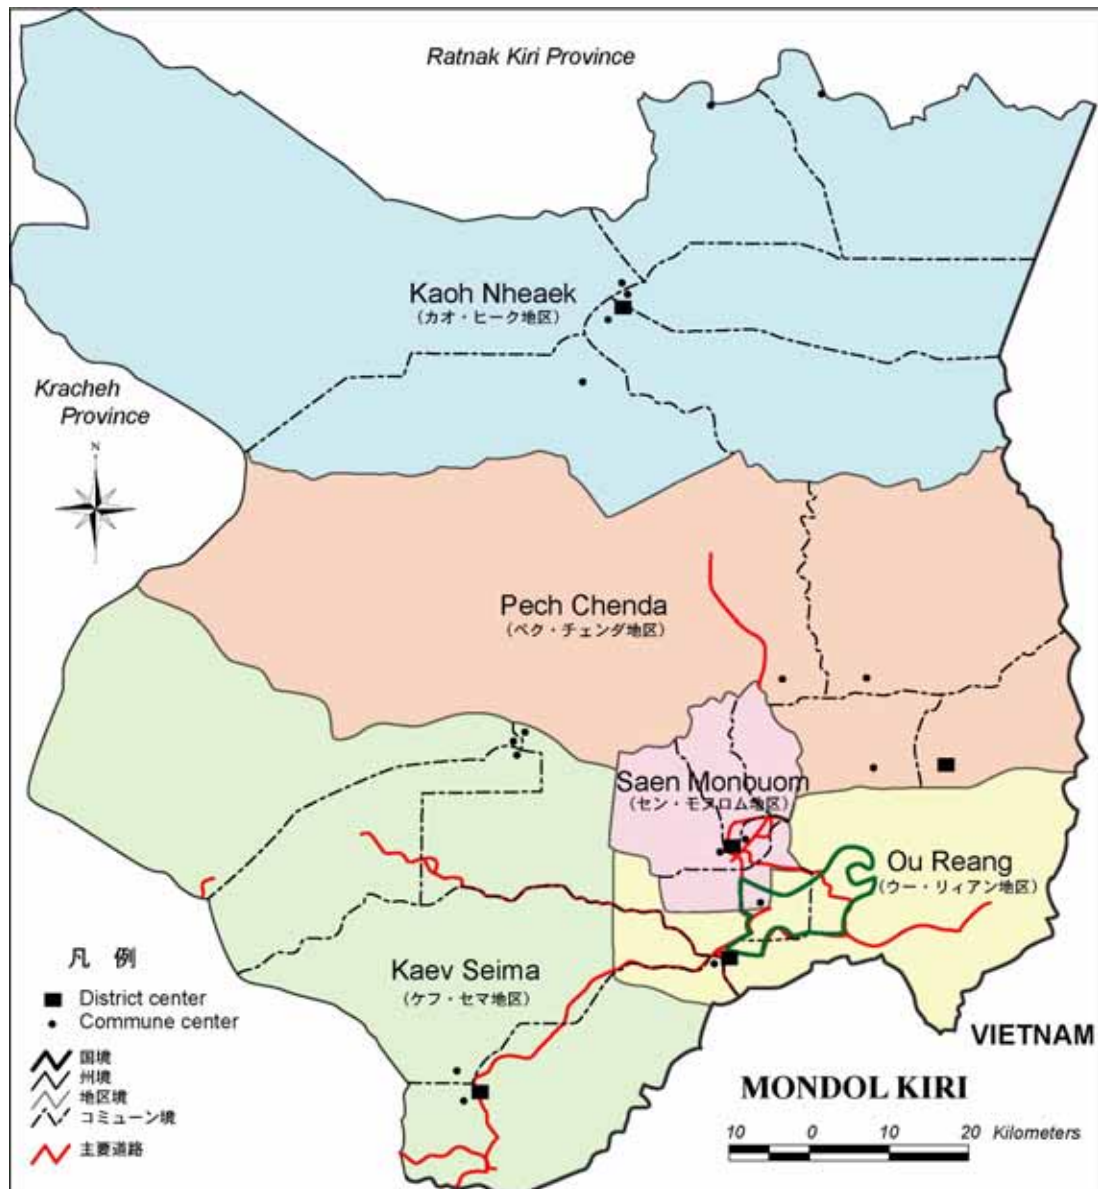 Ratnak Kiri Province
Kaoh Nheaek
(カオ・ヒーク地区)
Kracheh
Province
N
Pech Chenda
(ペク・チェンダ地区)
Saen Monbuom
(セン・モヌロム地区)
Ou Reang
(ウー・リィアン地区)
Kaev Seima
(ケフ・セマ地区)
凡 例
District center
Commune center
国境
州境
地区境
コミューン境
主要道路
VIETNAM
MONDOL KIRI
10 0 10 20 Kilometers